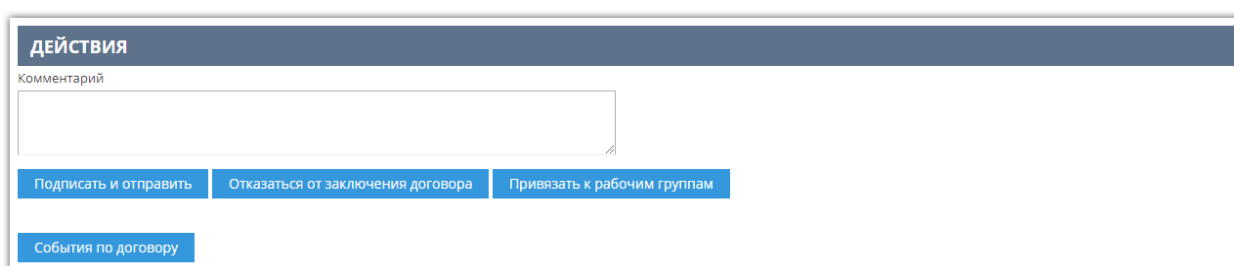 ДЕЙСТВИЯ
Комментарий
Подписать и отправить Отказаться от заключения договора Привязать к рабочим группам
События по договору